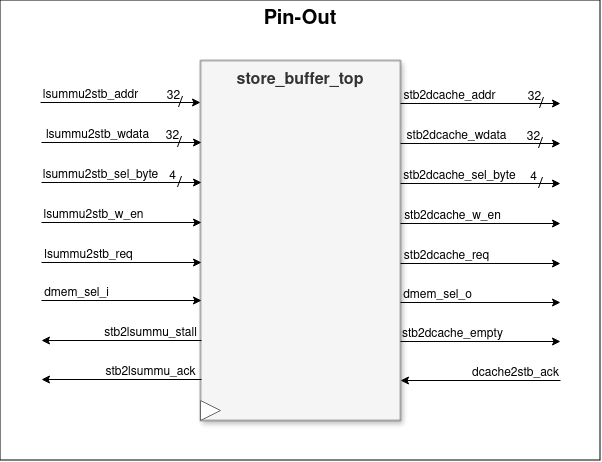 Pin-Out
store_buffer_top
lsummu2stb_addr 32
lsummu2stb_wdata 32
lsummu2stb_sel_byte 4
lsummu2stb_w_en
lsummu2stb_req
dmem_sel_i
stb2lsummu_stall
stb2lsummu_ack
stb2dcache_addr 32
stb2dcache_wdata 32
stb2dcache_sel_byte 4
stb2dcache_w_en
stb2dcache_req
dmem_sel_o
stb2dcache_empty
dcache2stb_ack